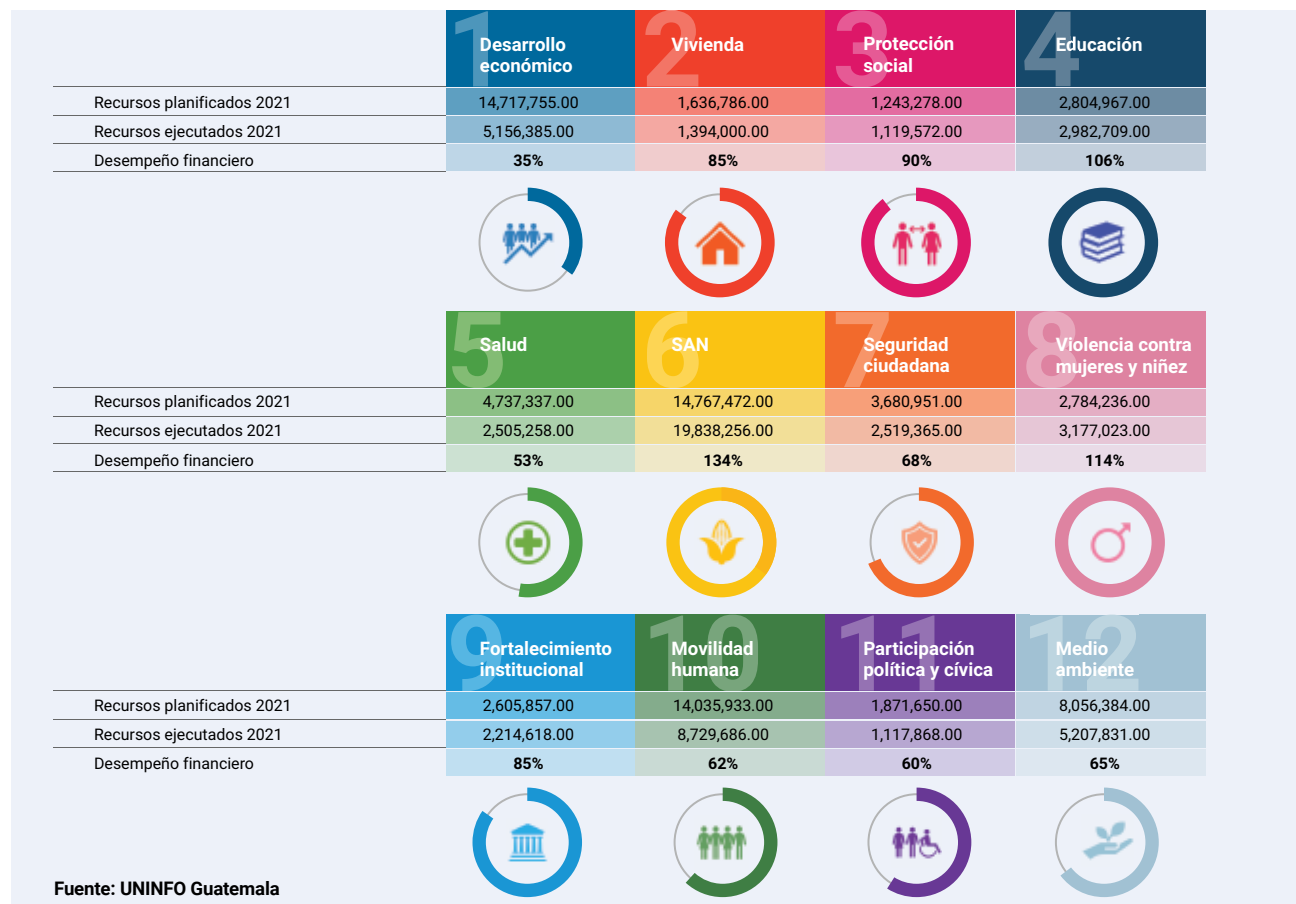 1 Desarrollo económico
2 Vivienda
3 Protección social
4 Educación
Recursos planificados 2021 14,717,755.00 1,636,786.00 1,243,278.00 2,804,967.00
Recursos ejecutados 2021 5,156,385.00 1,394,000.00 1,119,572.00 2,982,709.00
Desempeño financiero 35% 85% 90% 106%
5 Salud
6 SAN
7 Seguridad ciudadana
8 Violencia contra mujeres y niñez
Recursos planificados 2021 4,737,337.00 14,767,472.00 3,680,951.00 2,784,236.00
Recursos ejecutados 2021 2,505,258.00 19,838,256.00 2,519,365.00 3,177,023.00
Desempeño financiero 53% 134% 68% 114%
9 Fortalecimiento institucional
10 Movilidad humana
11 Participación política y cívica
12 Medio ambiente
Recursos planificados 2021 2,605,857.00 14,035,933.00 1,871,650.00 8,056,384.00
Recursos ejecutados 2021 2,214,618.00 8,729,686.00 1,117,868.00 5,207,831.00
Desempeño financiero 85% 62% 60% 65%
Fuente: UNINFO Guatemala